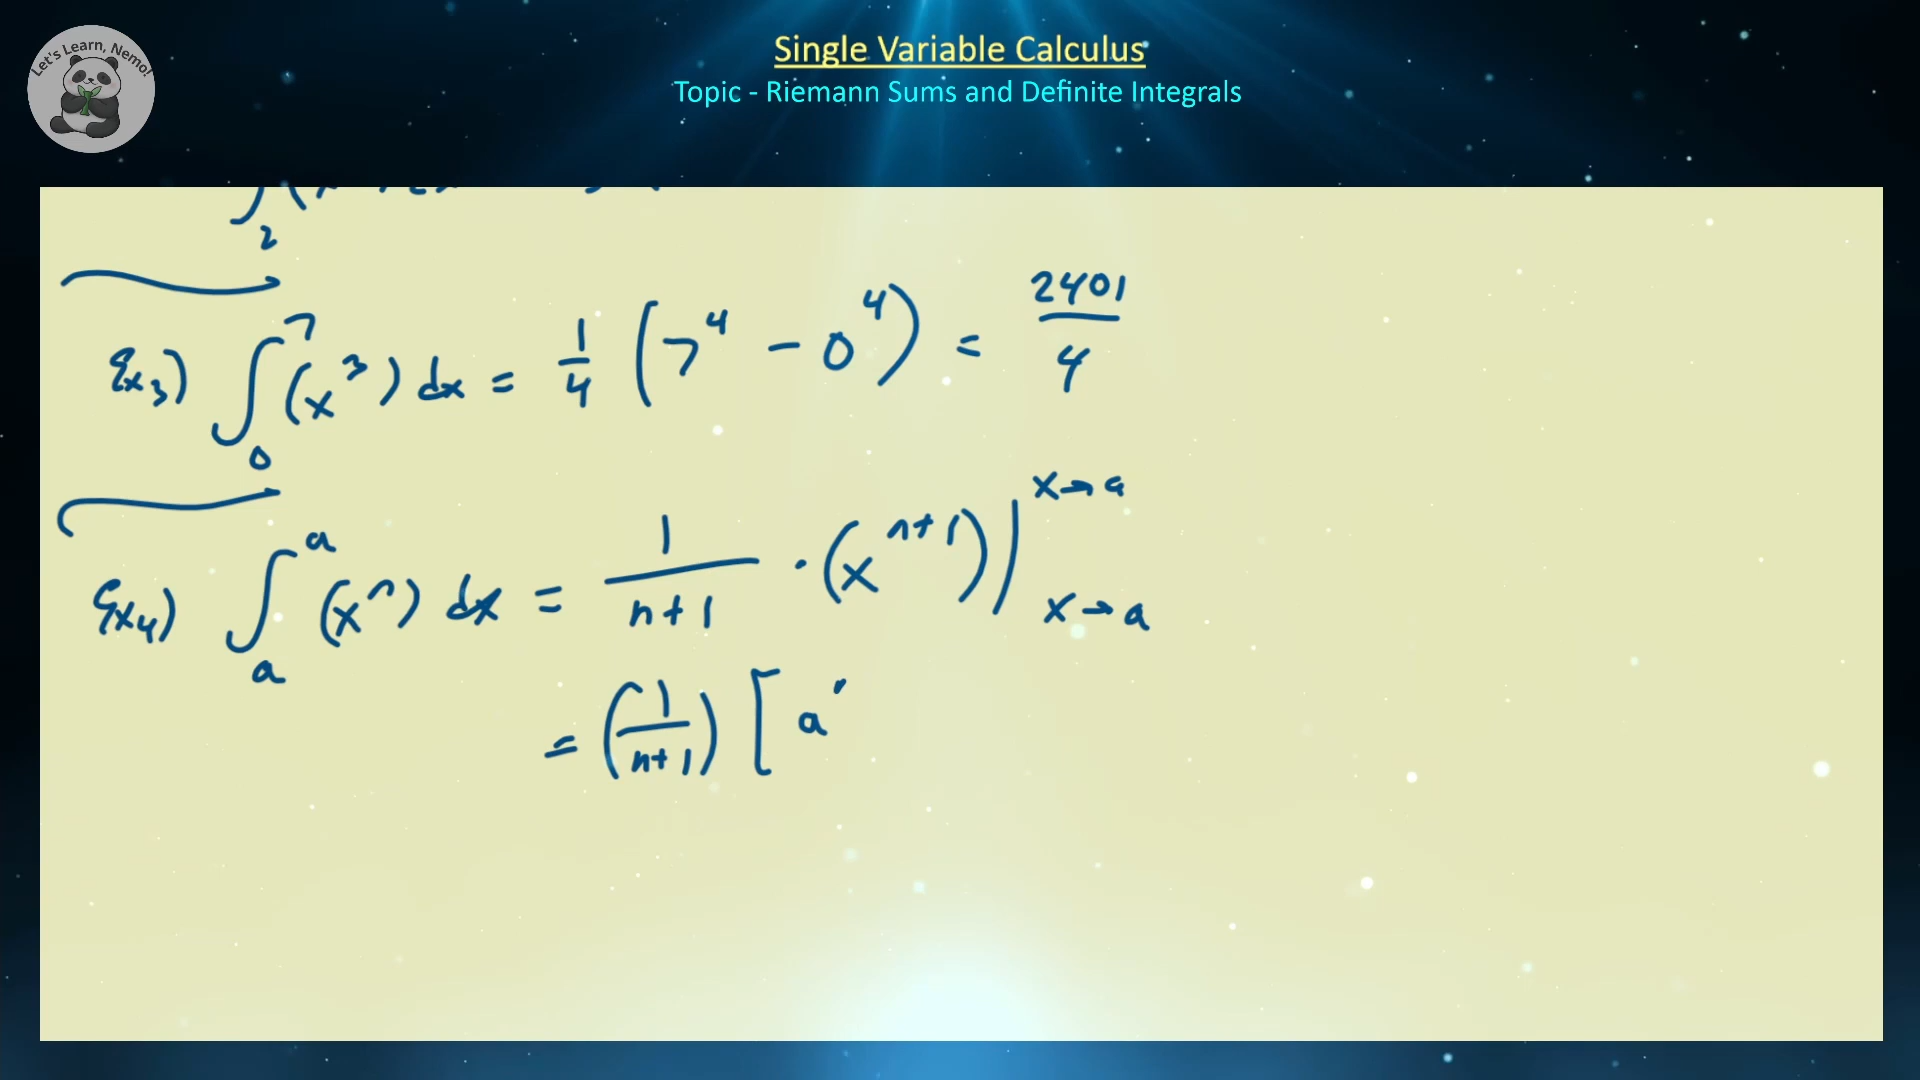 Let's Learn, Nemo!
Single Variable Calculus
Topic - Riemann Sums and Definite Integrals
2
Ex3) ∫₀⁷ (x³) dx = 1/4 (7⁴ - 0⁴) = 2401/4
Ex4) ∫ₐᵃ (xⁿ) dx = 1/(n+1) · (xⁿ⁺¹) | x→a x→a
= (1/(n+1)) [ a